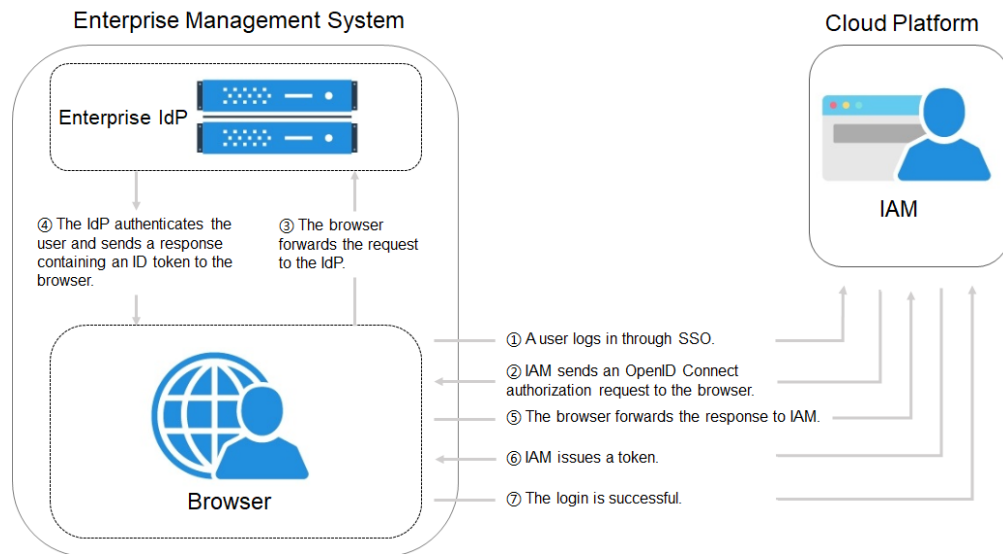 Enterprise Management System
Cloud Platform
Enterprise IdP
IAM
④ The IdP authenticates the
user and sends a response
containing an ID token to the
browser.
③ The browser
forwards the request
to the IdP.
① A user logs in through SSO.
② IAM sends an OpenID Connect
authorization request to the browser.
⑤ The browser forwards the response to IAM.
⑥ IAM issues a token.
⑦ The login is successful.
Browser